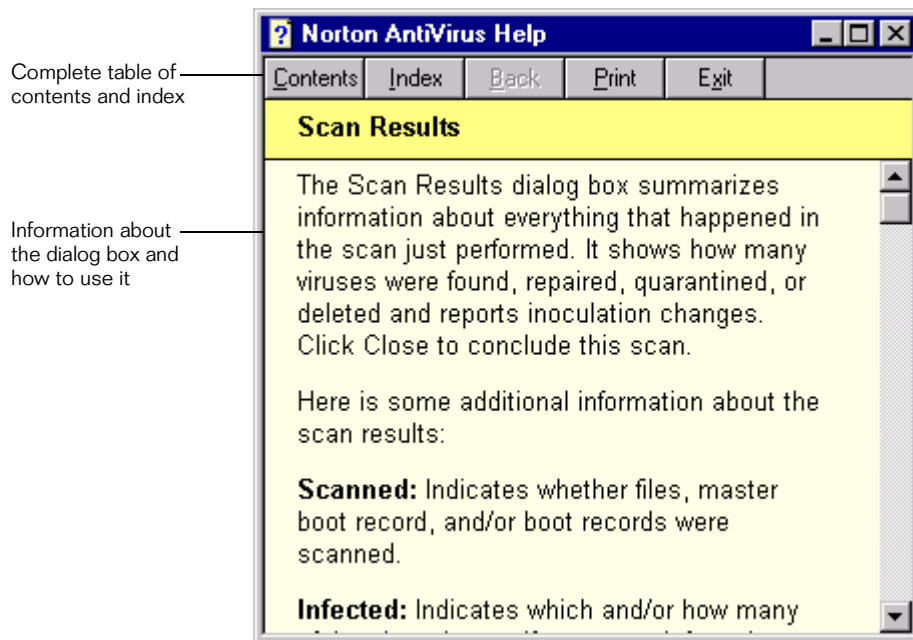 Norton AntiVirus Help
Complete table of
contents and index
Contents Index Back Print Exit
Scan Results
Information about
the dialog box and
how to use it
The Scan Results dialog box summarizes
information about everything that happened in
the scan just performed. It shows how many
viruses were found, repaired, quarantined, or
deleted and reports inoculation changes.
Click Close to conclude this scan.
Here is some additional information about the
scan results:
Scanned: Indicates whether files, master
boot record, and/or boot records were
scanned.
Infected: Indicates which and/or how many